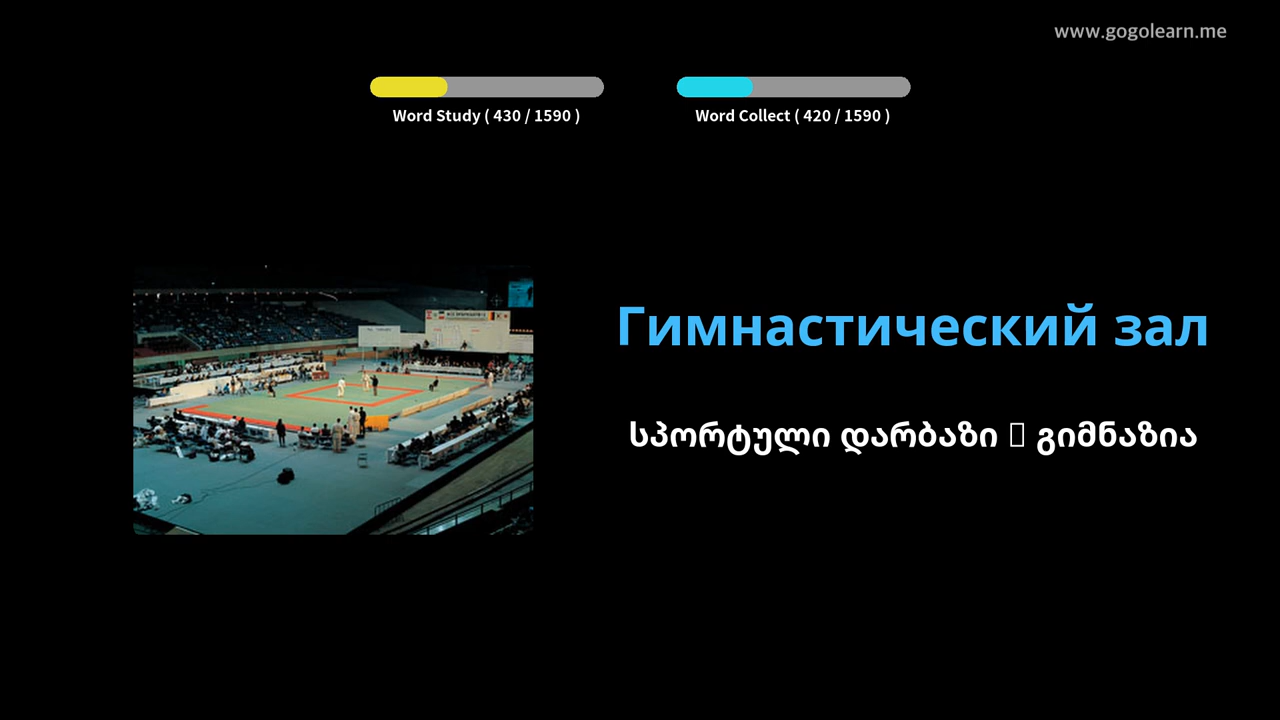 www.gogolearn.me
Word Study ( 430 / 1590 )
Word Collect ( 420 / 1590 )
Гимнастический зал
სპორტული დარბაზი ▯ გიმნაზია